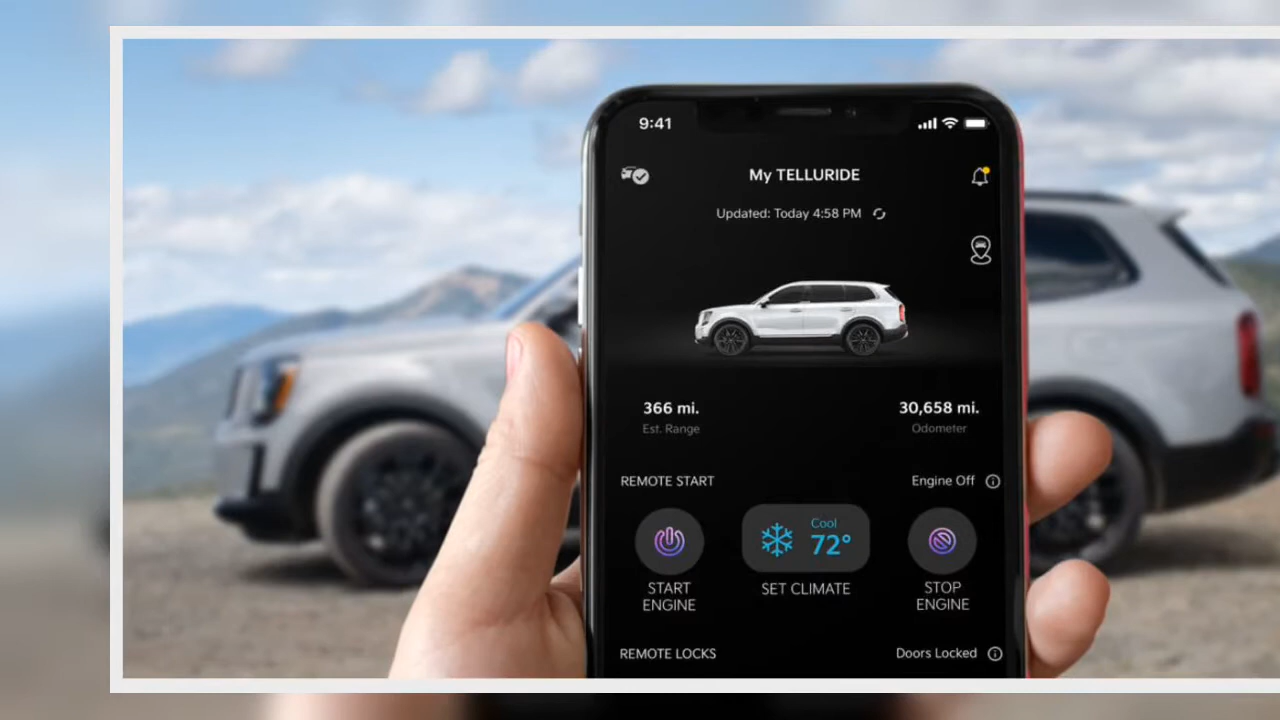 9:41
My TELLURIDE
Updated: Today 4:58 PM
366 mi.
30,658 mi.
Est. Range
Odometer
REMOTE START
Engine Off
Cool
72°
START
ENGINE
SET CLIMATE
STOP
ENGINE
REMOTE LOCKS
Doors Locked